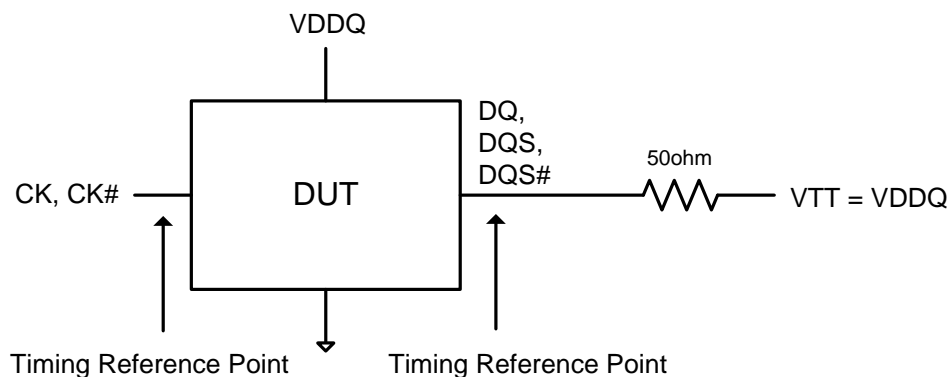 VDDQ
DQ,
DQS,
DQS#
50ohm
CK, CK#
DUT
VTT = VDDQ
Timing Reference Point
Timing Reference Point